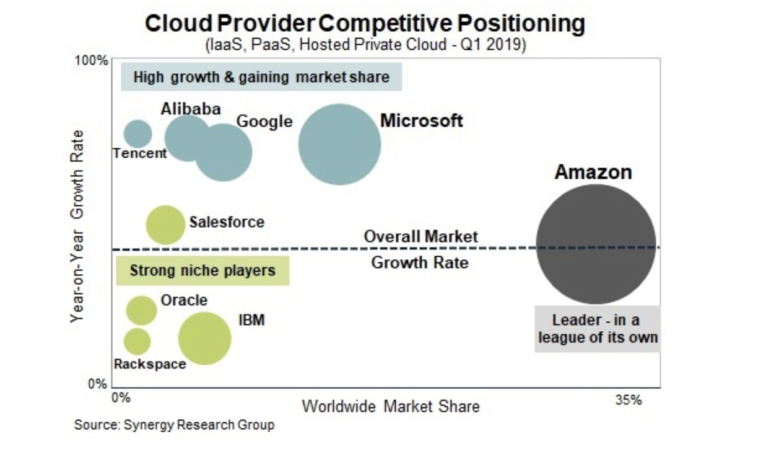 Cloud Provider Competitive Positioning
(IaaS, PaaS, Hosted Private Cloud - Q1 2019)
100%
High growth & gaining market share
Alibaba
Google
Microsoft
Tencent
Amazon
Year-on-Year Growth Rate
Salesforce
Overall Market
Growth Rate
Strong niche players
Oracle
IBM
Leader - in a
league of its own
Rackspace
0%
0%
35%
Worldwide Market Share
Source: Synergy Research Group